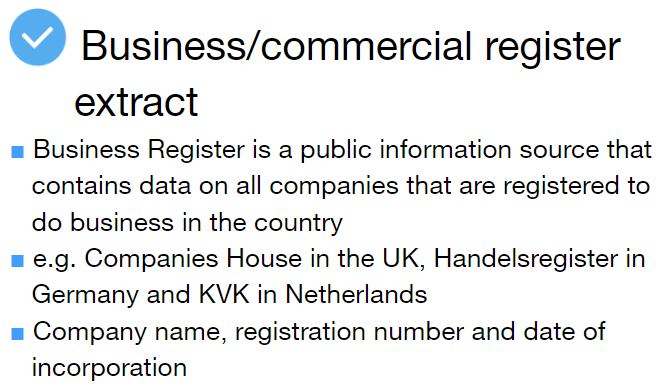 Business/commercial register
extract
Business Register is a public information source that
contains data on all companies that are registered to
do business in the country
e.g. Companies House in the UK, Handelsregister in
Germany and KVK in Netherlands
Company name, registration number and date of
incorporation